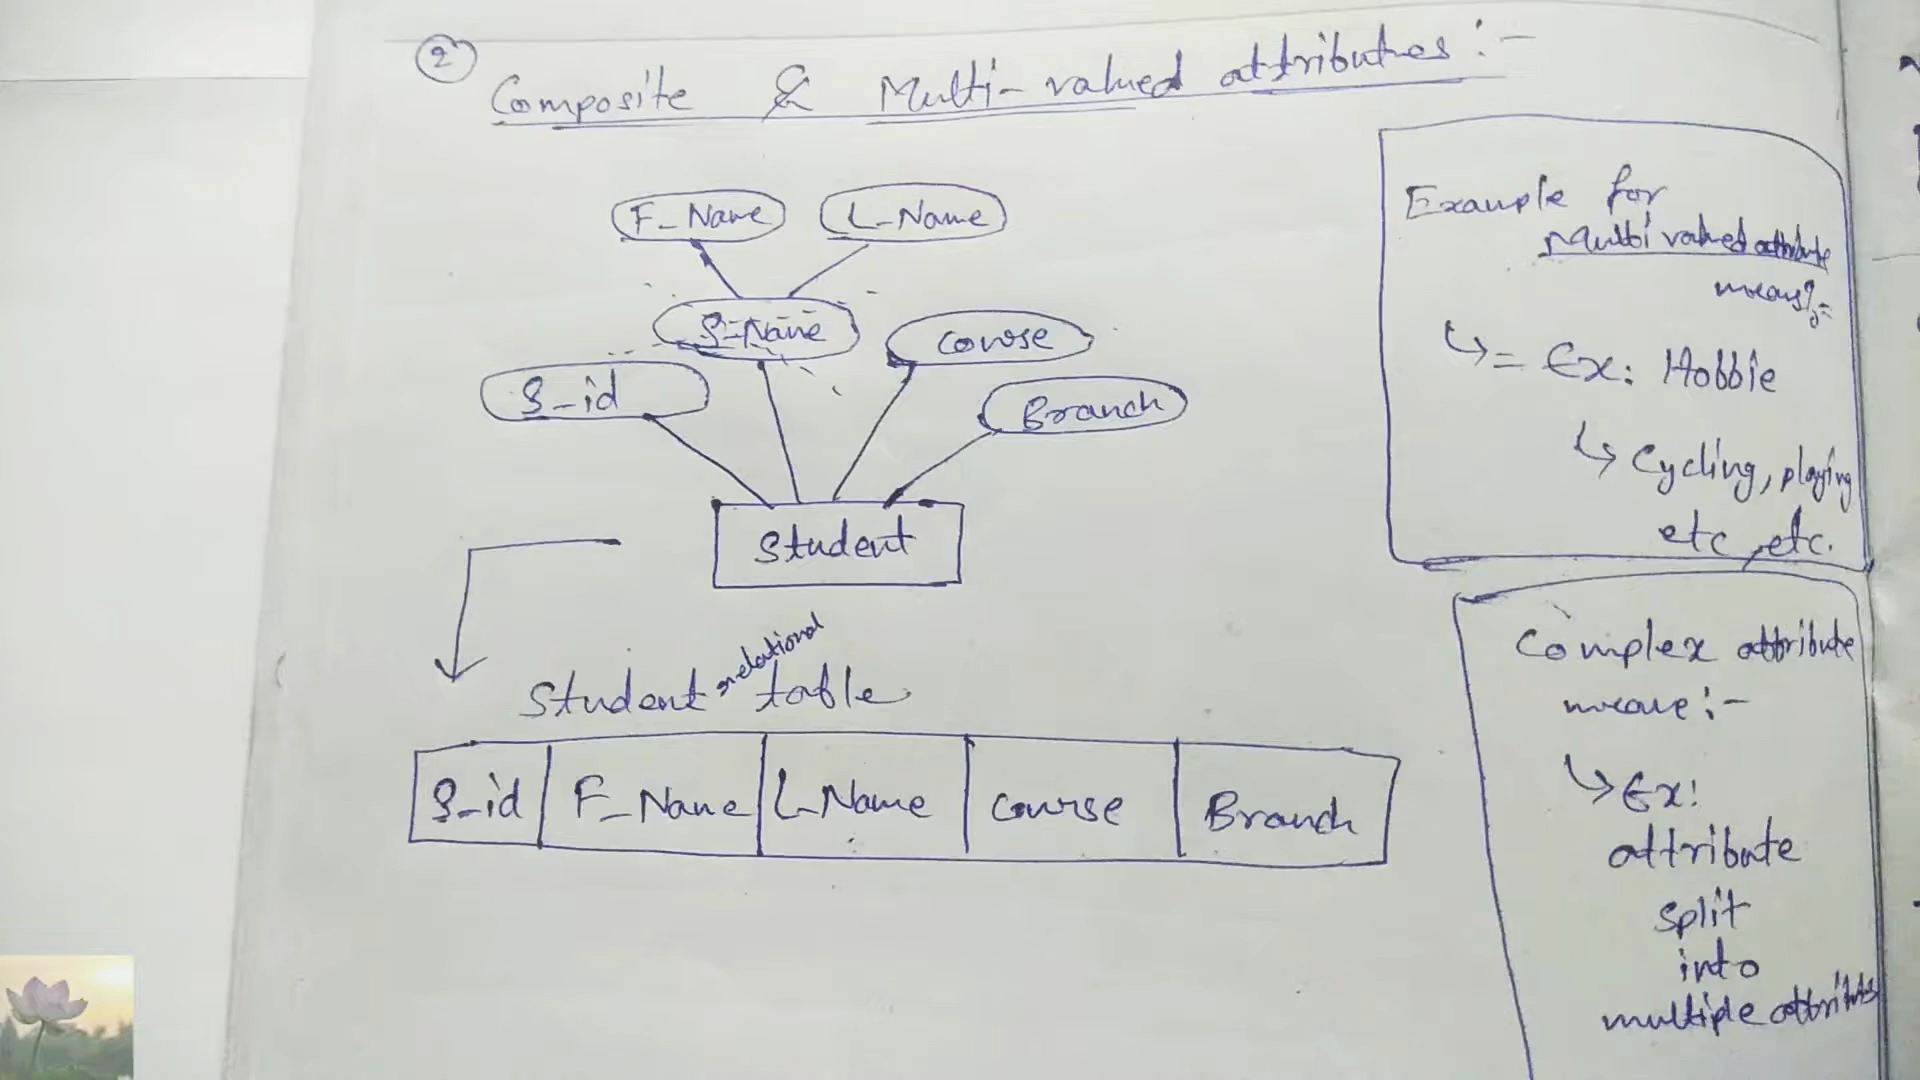 2
Composite & Multi-valued attributes:-
F_Name
L_Name
S_Name
Course
S_id
Branch
Student
Student relational table
S_id F_Name L_Name Course Branch
Example for
Multi valued attribute
means:-
↳= Ex: Hobbie
↳ Cycling, playing
etc, etc.
Complex attribute
means:-
↳ Ex:
attribute
split
into
multiple attributes